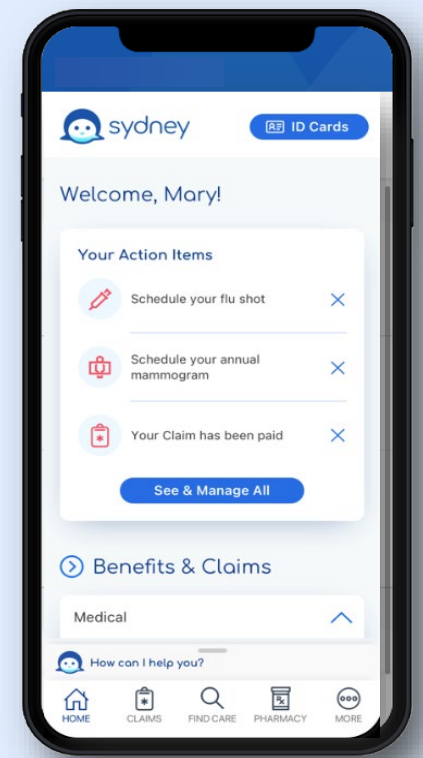 sydney
ID Cards
Welcome, Mary!
Your Action Items
Schedule your flu shot
Schedule your annual
mammogram
Your Claim has been paid
See & Manage All
Benefits & Claims
Medical
How can I help you?
HOME CLAIMS FIND CARE PHARMACY MORE